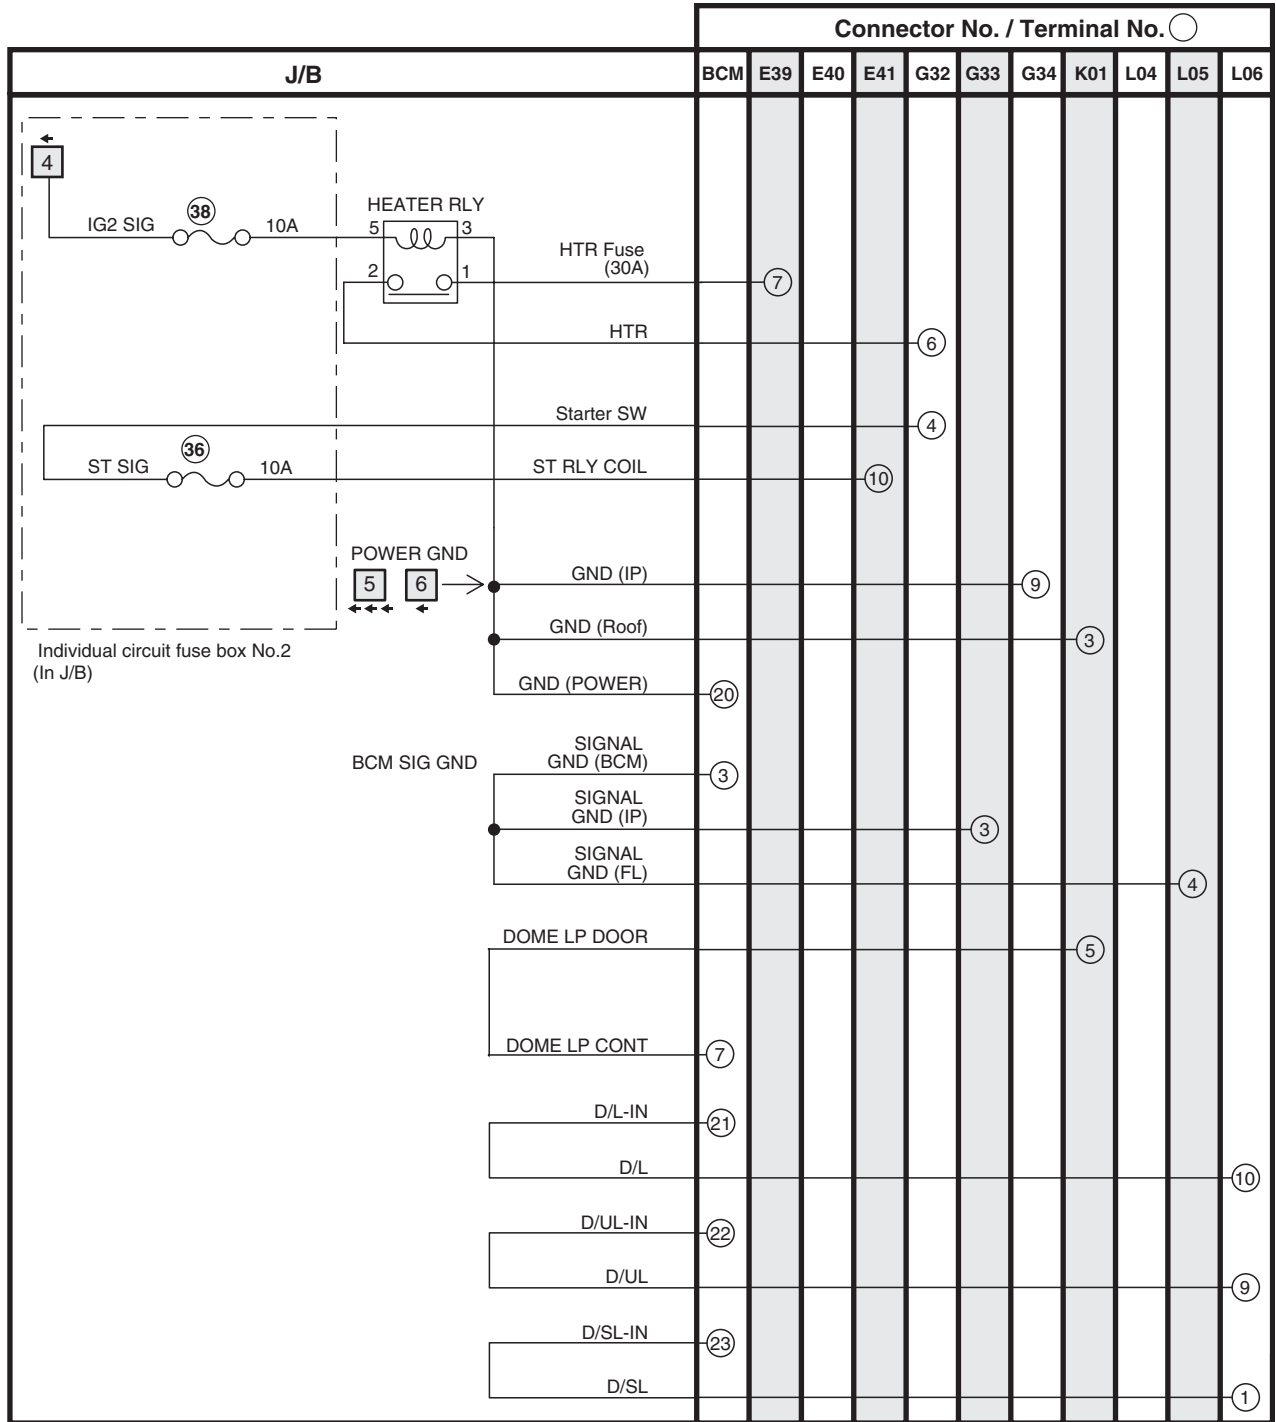 Connector No. / Terminal No.
J/B BCM E39 E40 E41 G32 G33 G34 K01 L04 L05 L06
4
IG2 SIG 38 10A
HEATER RLY
5 3
2 1
HTR Fuse
(30A) 7
HTR 6
Starter SW 4
ST SIG 36 10A ST RLY COIL 10
POWER GND
5 6 GND (IP) 9
GND (Roof) 3
Individual circuit fuse box No.2
(In J/B)
GND (POWER) 20
BCM SIG GND
SIGNAL
GND (BCM) 3
SIGNAL
GND (IP) 3
SIGNAL
GND (FL) 4
DOME LP DOOR 5
DOME LP CONT 7
D/L-IN 21
D/L 10
D/UL-IN 22
D/UL 9
D/SL-IN 23
D/SL 1